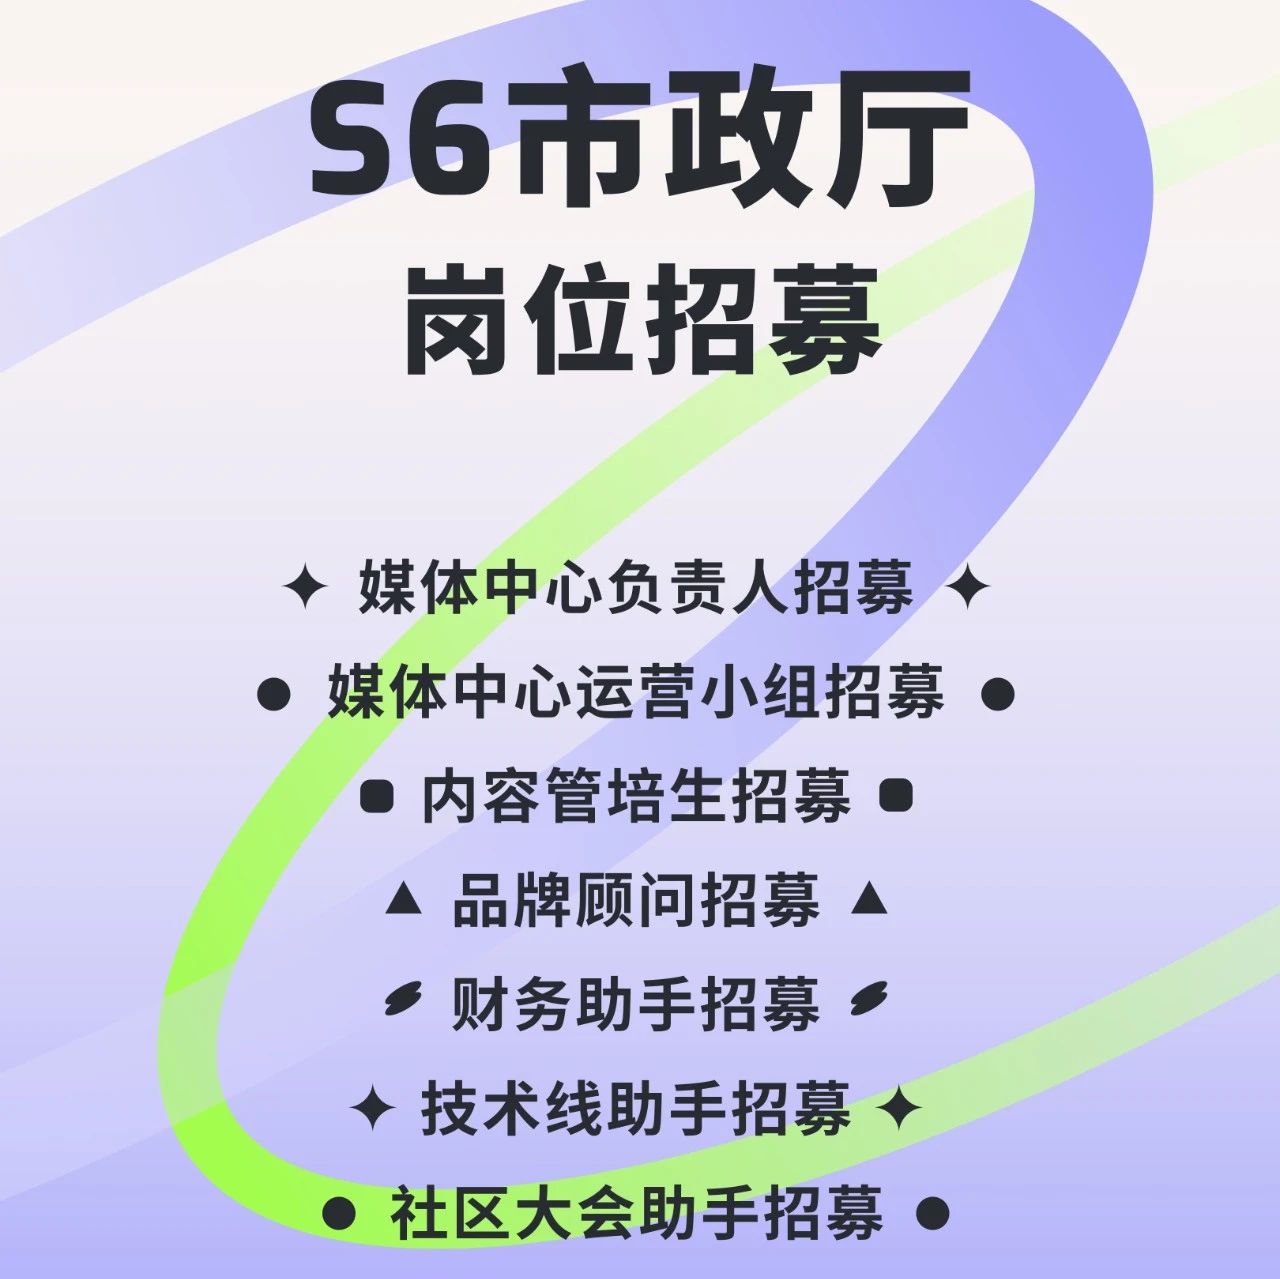 S6市政厅
岗位招募
媒体中心负责人招募
媒体中心运营小组招募
内容管培生招募
品牌顾问招募
财务助手招募
技术线助手招募
社区大会助手招募